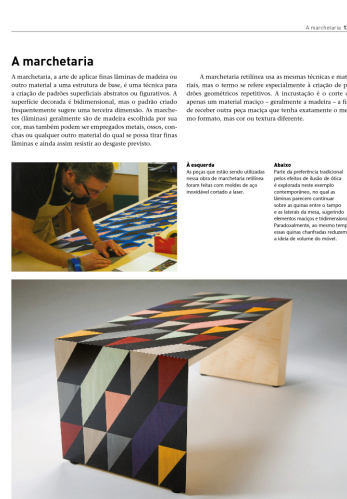 A marchetaria
A marchetaria
A marchetaria, a arte de aplicar finas lâminas de madeira ou
outro material a uma estrutura de base, é uma técnica para
a criação de padrões superficiais abstratos ou figurativos. A
superfície decorada é bidimensional, mas o padrão criado
frequentemente sugere uma terceira dimensão. As marche-
tes (lâminas) geralmente são de madeira escolhida por sua
cor, mas também podem ser empregados metais, ossos, con-
chas ou qualquer outro material do qual se possa tirar finas
lâminas e ainda assim resistir ao desgaste previsto.
A marchetaria retilínea usa as mesmas técnicas e mat
riais, mas o termo se refere especialmente à criação de p
drões geométricos repetitivos. A incrustação é o corte
apenas um material maciço – geralmente a madeira – a fi
de receber outra peça maciça que tenha exatamente o me
mo formato, mas cor ou textura diferente.
À esquerda
As peças que estão sendo utilizadas
nessa obra de marchetaria retilínea
foram feitas com moldes de aço
inoxidável cortado a laser.
Abaixo
Parte da preferência tradicional
pelos efeitos de ilusão de ótica
é explorada neste exemplo
contemporâneo, no qual as
lâminas parecem continuar
sobre as quinas entre o tampo
e as laterais da mesa, sugerindo
elementos maciços e tridimensiona
Paradoxalmente, ao mesmo temp
essas quinas chanfradas reduzem
a ideia de volume do móvel.